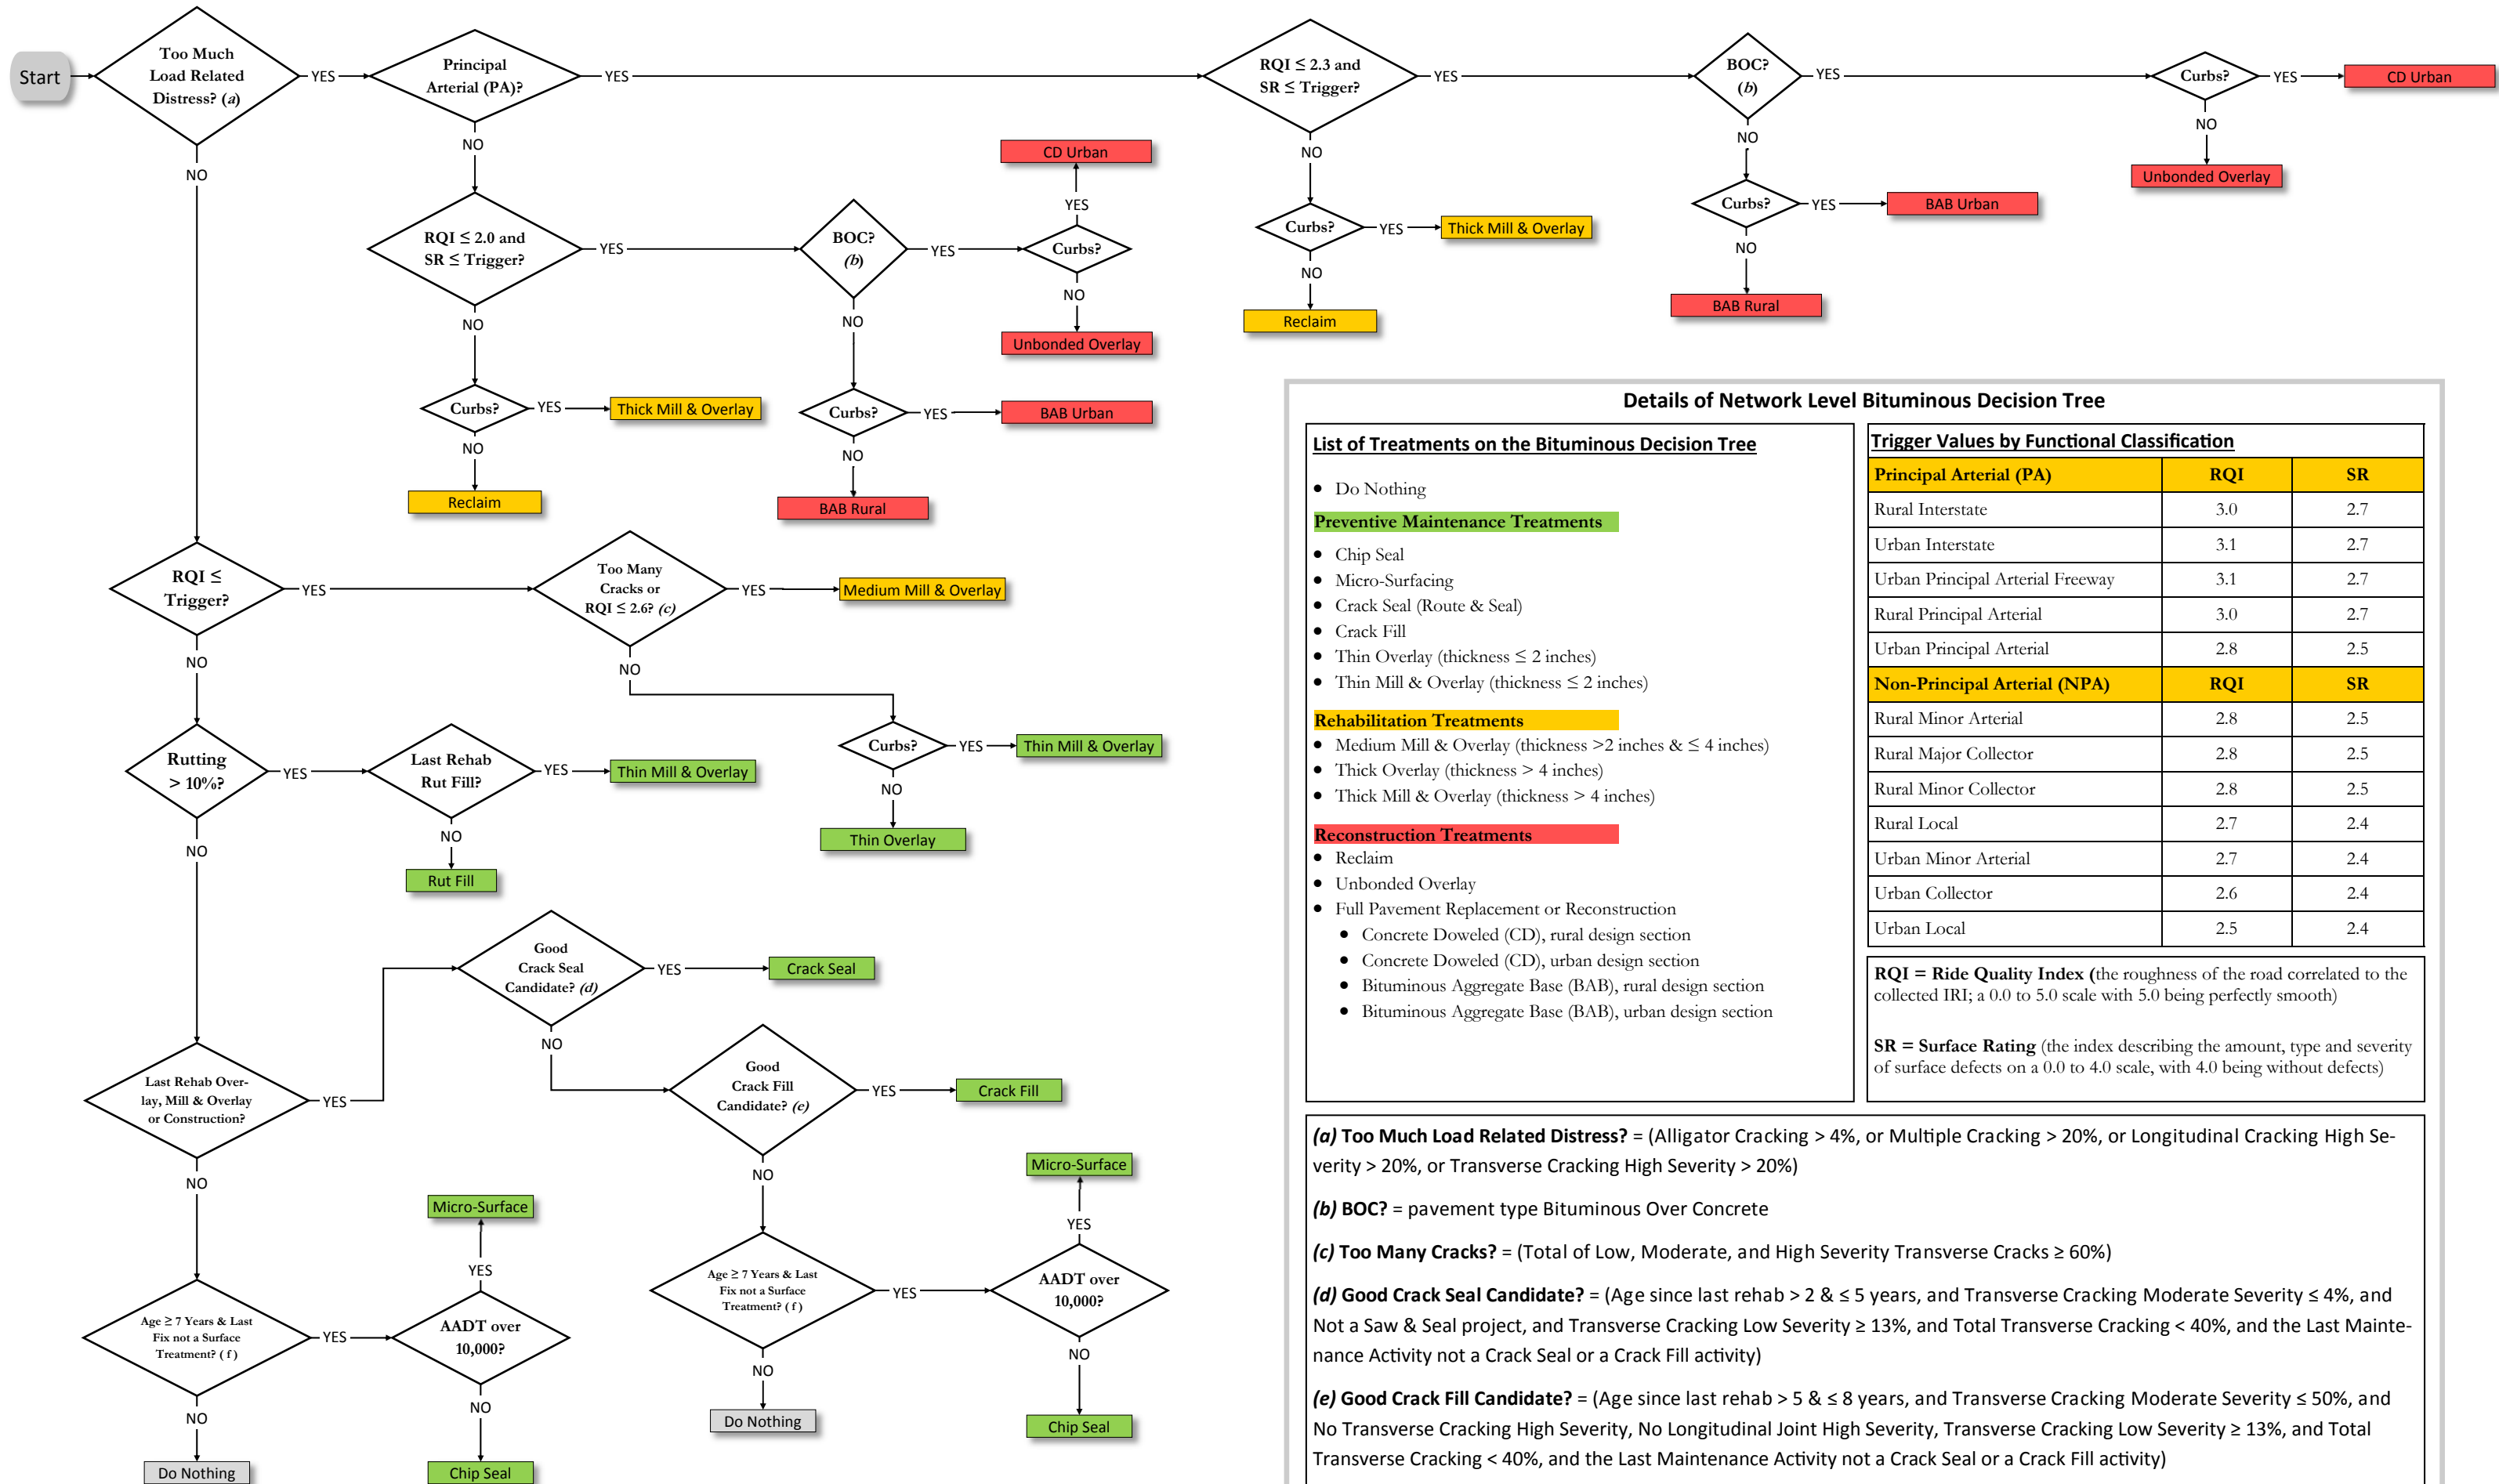 Start
Too Much
Load Related
Distress? (a)
YES
Principal
Arterial (PA)?
YES
RQI ≤ 2.3 and
SR ≤ Trigger?
YES
BOC?
(b)
YES
Curbs?
YES
CD Urban
NO
Unbonded Overlay
NO
Curbs?
YES
BAB Urban
NO
BAB Rural
NO
Curbs?
YES
Thick Mill & Overlay
NO
Reclaim
NO
RQI ≤ 2.0 and
SR ≤ Trigger?
YES
BOC?
(b)
YES
Curbs?
YES
CD Urban
NO
Unbonded Overlay
NO
Curbs?
YES
BAB Urban
NO
BAB Rural
NO
Curbs?
YES
Thick Mill & Overlay
NO
Reclaim
NO
RQI ≤
Trigger?
YES
Too Many
Cracks or
RQI ≤ 2.6? (c)
YES
Medium Mill & Overlay
NO
Curbs?
YES
Thin Mill & Overlay
NO
Thin Overlay
NO
Rutting
> 10%?
YES
Last Rehab
Rut Fill?
YES
Thin Mill & Overlay
NO
Rut Fill
NO
Last Rehab Over-
lay, Mill & Overlay
or Construction?
YES
Good
Crack Seal
Candidate? (d)
YES
Crack Seal
NO
Good
Crack Fill
Candidate? (e)
YES
Crack Fill
NO
Age ≥ 7 Years & Last
Fix not a Surface
Treatment? ( f )
YES
AADT over
10,000?
YES
Micro-Surface
NO
Chip Seal
NO
Do Nothing
NO
Age ≥ 7 Years & Last
Fix not a Surface
Treatment? ( f )
YES
AADT over
10,000?
YES
Micro-Surface
NO
Chip Seal
NO
Do Nothing
Details of Network Level Bituminous Decision Tree
List of Treatments on the Bituminous Decision Tree
• Do Nothing
Preventive Maintenance Treatments
• Chip Seal
• Micro-Surfacing
• Crack Seal (Route & Seal)
• Crack Fill
• Thin Overlay (thickness ≤ 2 inches)
• Thin Mill & Overlay (thickness ≤ 2 inches)
Rehabilitation Treatments
• Medium Mill & Overlay (thickness >2 inches & ≤ 4 inches)
• Thick Overlay (thickness > 4 inches)
• Thick Mill & Overlay (thickness > 4 inches)
Reconstruction Treatments
• Reclaim
• Unbonded Overlay
• Full Pavement Replacement or Reconstruction
• Concrete Doweled (CD), rural design section
• Concrete Doweled (CD), urban design section
• Bituminous Aggregate Base (BAB), rural design section
• Bituminous Aggregate Base (BAB), urban design section
Trigger Values by Functional Classification
Principal Arterial (PA) RQI SR
Rural Interstate 3.0 2.7
Urban Interstate 3.1 2.7
Urban Principal Arterial Freeway 3.1 2.7
Rural Principal Arterial 3.0 2.7
Urban Principal Arterial 2.8 2.5
Non-Principal Arterial (NPA) RQI SR
Rural Minor Arterial 2.8 2.5
Rural Major Collector 2.8 2.5
Rural Minor Collector 2.8 2.5
Rural Local 2.7 2.4
Urban Minor Arterial 2.7 2.4
Urban Collector 2.6 2.4
Urban Local 2.5 2.4
RQI = Ride Quality Index (the roughness of the road correlated to the
collected IRI; a 0.0 to 5.0 scale with 5.0 being perfectly smooth)
SR = Surface Rating (the index describing the amount, type and severity
of surface defects on a 0.0 to 4.0 scale, with 4.0 being without defects)
(a) Too Much Load Related Distress? = (Alligator Cracking > 4%, or Multiple Cracking > 20%, or Longitudinal Cracking High Se-
verity > 20%, or Transverse Cracking High Severity > 20%)
(b) BOC? = pavement type Bituminous Over Concrete
(c) Too Many Cracks? = (Total of Low, Moderate, and High Severity Transverse Cracks ≥ 60%)
(d) Good Crack Seal Candidate? = (Age since last rehab > 2 & ≤ 5 years, and Transverse Cracking Moderate Severity ≤ 4%, and
Not a Saw & Seal project, and Transverse Cracking Low Severity ≥ 13%, and Total Transverse Cracking < 40%, and the Last Mainte-
nance Activity not a Crack Seal or a Crack Fill activity)
(e) Good Crack Fill Candidate? = (Age since last rehab > 5 & ≤ 8 years, and Transverse Cracking Moderate Severity ≤ 50%, and
No Transverse Cracking High Severity, No Longitudinal Joint High Severity, Transverse Cracking Low Severity ≥ 13%, and Total
Transverse Cracking < 40%, and the Last Maintenance Activity not a Crack Seal or a Crack Fill activity)